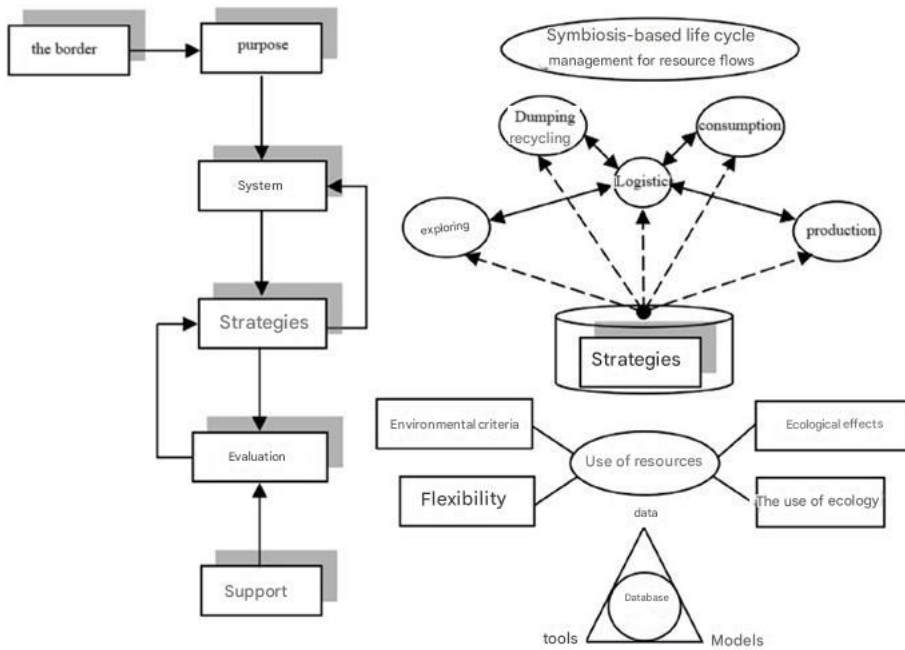 the border
purpose
System
Strategies
Evaluation
Support
Symbiosis-based life cycle
management for resource flows
Dumping
recycling
consumption
Logistics
exploring
production
Strategies
Environmental criteria
Ecological effects
Use of resources
Flexibility
The use of ecology
data
Database
tools
Models